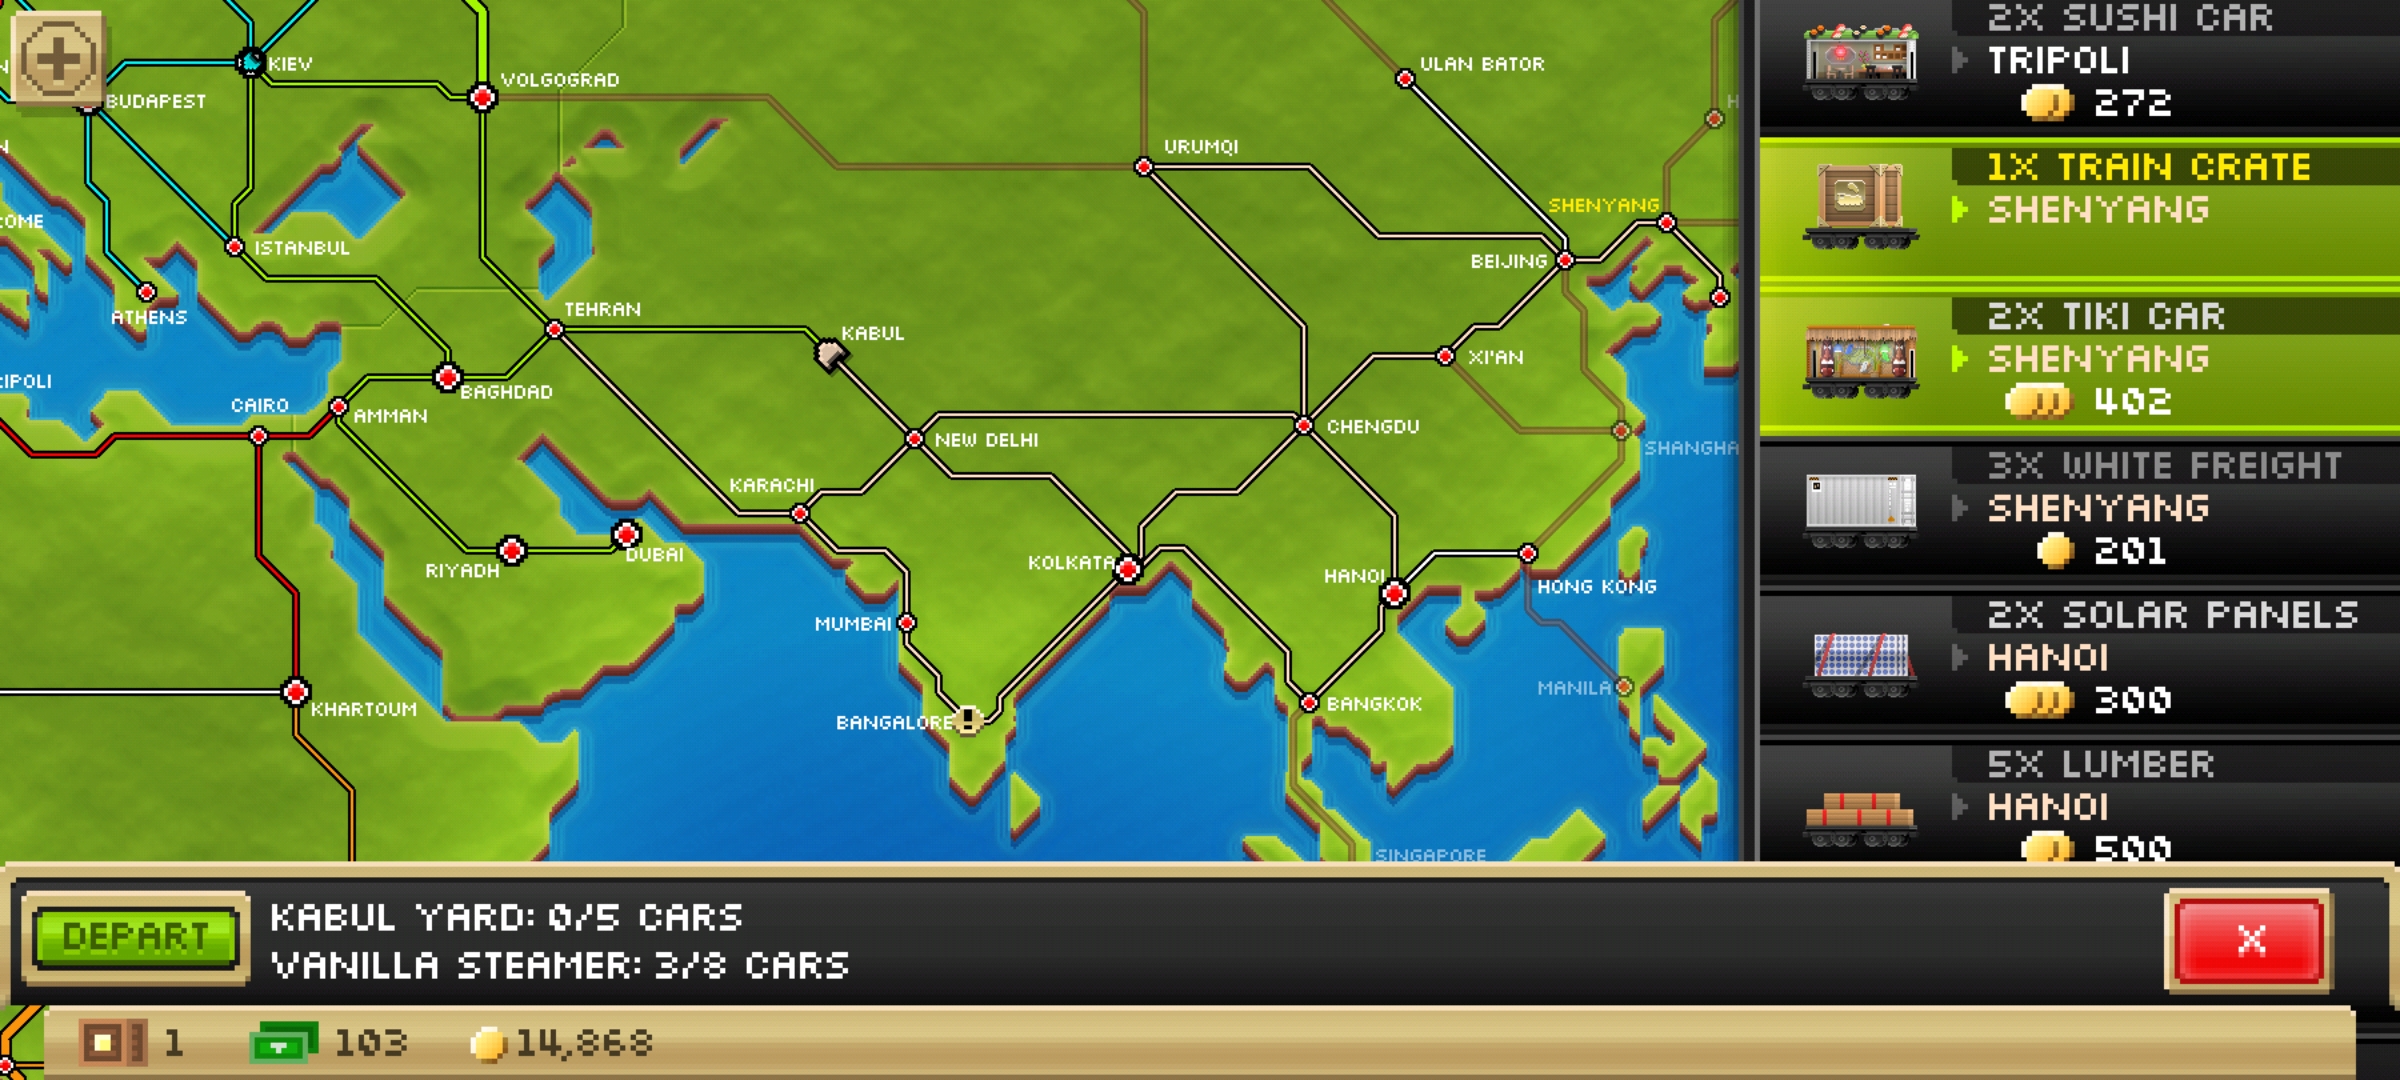 KIEV
VOLGOGRAD
ULAN BATOR
BUDAPEST
URUMQI
SHENYANG
OME
ISTANBUL
BEIJING
TEHRAN
ATHENS
KABUL
XI'AN
IPOLI
BAGHDAD
CAIRO
AMMAN
NEW DELHI
CHENGDU
SHANGHA
KARACHI
DUBAI
RIYADH
KOLKATA
HANOI
HONG KONG
MUMBAI
MANILA
KHARTOUM
BANGALORE
BANGKOK
SINGAPORE
2X SUSHI CAR
TRIPOLI
272
1X TRAIN CRATE
SHENYANG
2X TIKI CAR
SHENYANG
402
3X WHITE FREIGHT
SHENYANG
201
2X SOLAR PANELS
HANOI
300
5X LUMBER
HANOI
500
DEPART
KABUL YARD: 0/5 CARS
VANILLA STEAMER: 3/8 CARS
X
1
103
14,868